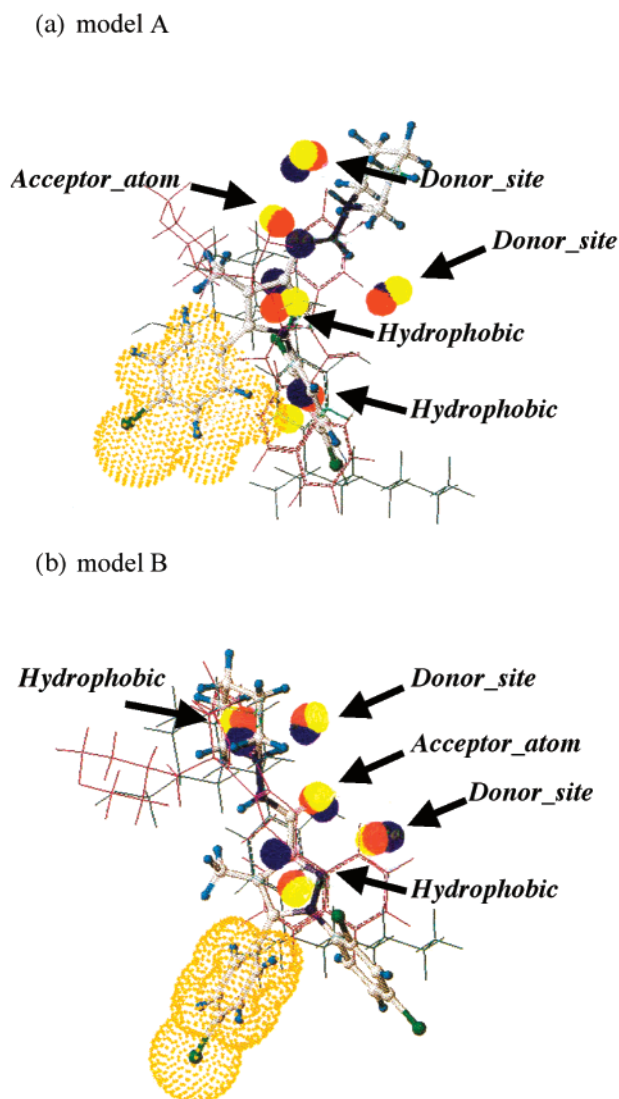 (a) model A
Acceptor_atom
Donor_site
Donor_site
Hydrophobic
Hydrophobic
(b) model B
Hydrophobic
Donor_site
Acceptor_atom
Donor_site
Hydrophobic